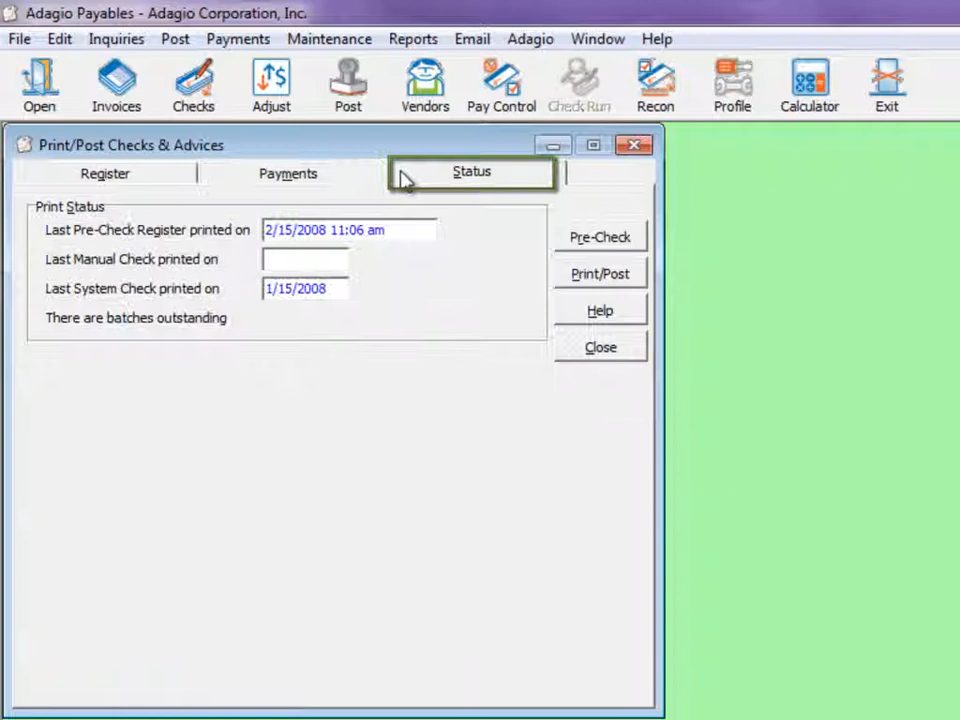 Adagio Payables - Adagio Corporation, Inc.
File Edit Inquiries Post Payments Maintenance Reports Email Adagio Window Help
Open Invoices Checks Adjust Post Vendors Pay Control Check Run Recon Profile Calculator Exit
Print/Post Checks & Advices
Register Payments Status
Print Status
Last Pre-Check Register printed on 2/15/2008 11:06 am
Pre-Check
Last Manual Check printed on
Print/Post
Last System Check printed on 1/15/2008
Help
There are batches outstanding
Close